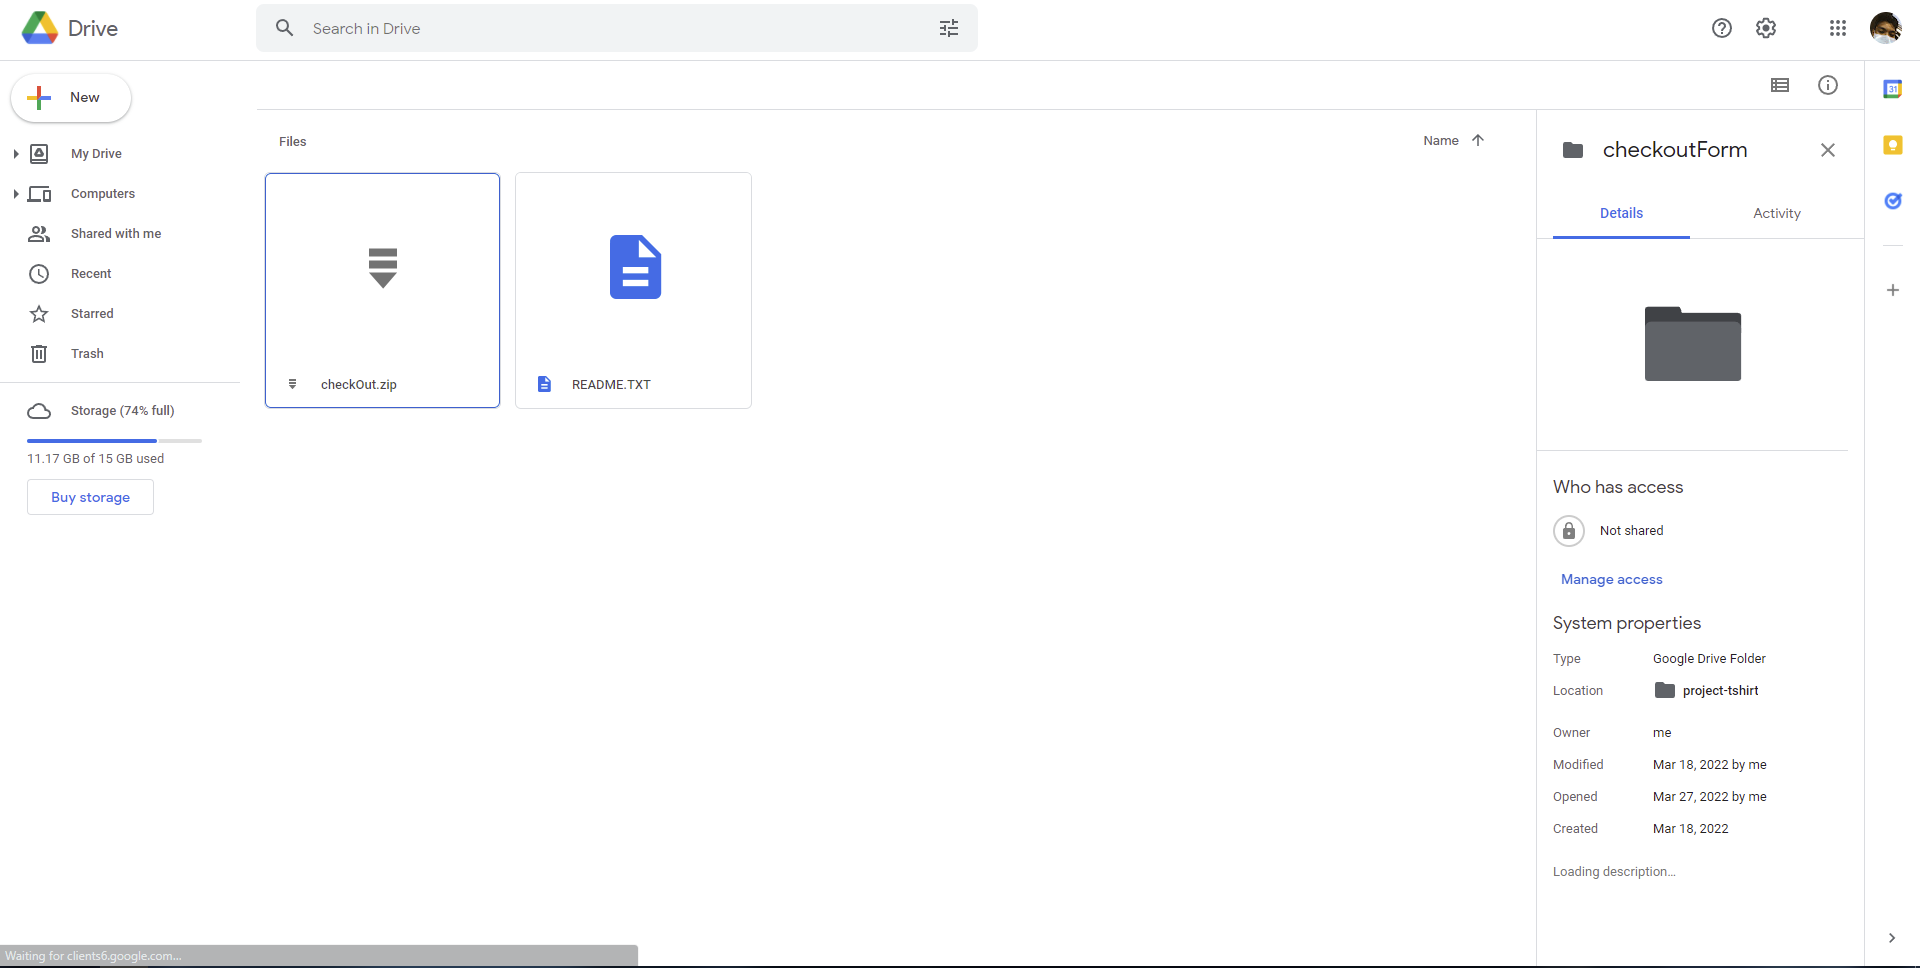 Drive
Search in Drive
New
My Drive
Computers
Shared with me
Recent
Starred
Trash
Storage (74% full)
11.17 GB of 15 GB used
Buy storage
Files
Name
checkOut.zip
README.TXT
checkoutForm
Details Activity
Who has access
Not shared
Manage access
System properties
Type Google Drive Folder
Location project-tshirt
Owner me
Modified Mar 18, 2022 by me
Opened Mar 27, 2022 by me
Created Mar 18, 2022
Loading description...
31
Waiting for clients6.google.com...